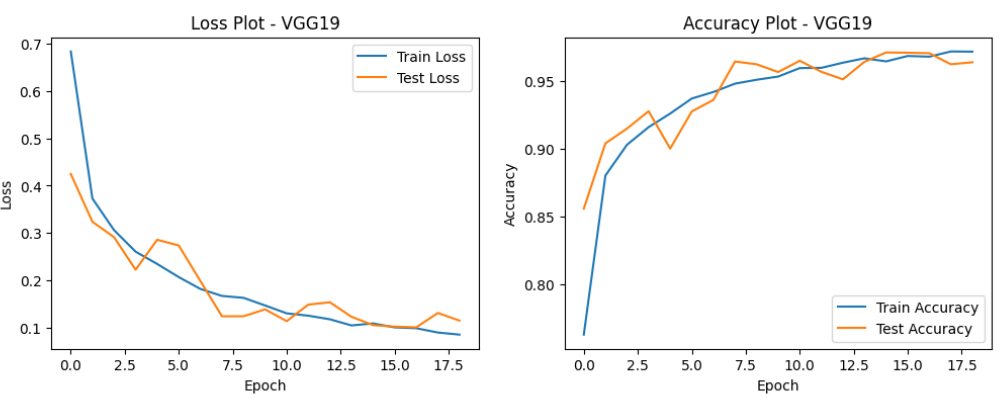 Loss Plot - VGG19
0.7
0.6
0.5
0.4
0.3
0.2
0.1
Loss
Train Loss
Test Loss
0.0 2.5 5.0 7.5 10.0 12.5 15.0 17.5
Epoch
Accuracy Plot - VGG19
0.95
0.90
0.85
0.80
Accuracy
Train Accuracy
Test Accuracy
0.0 2.5 5.0 7.5 10.0 12.5 15.0 17.5
Epoch